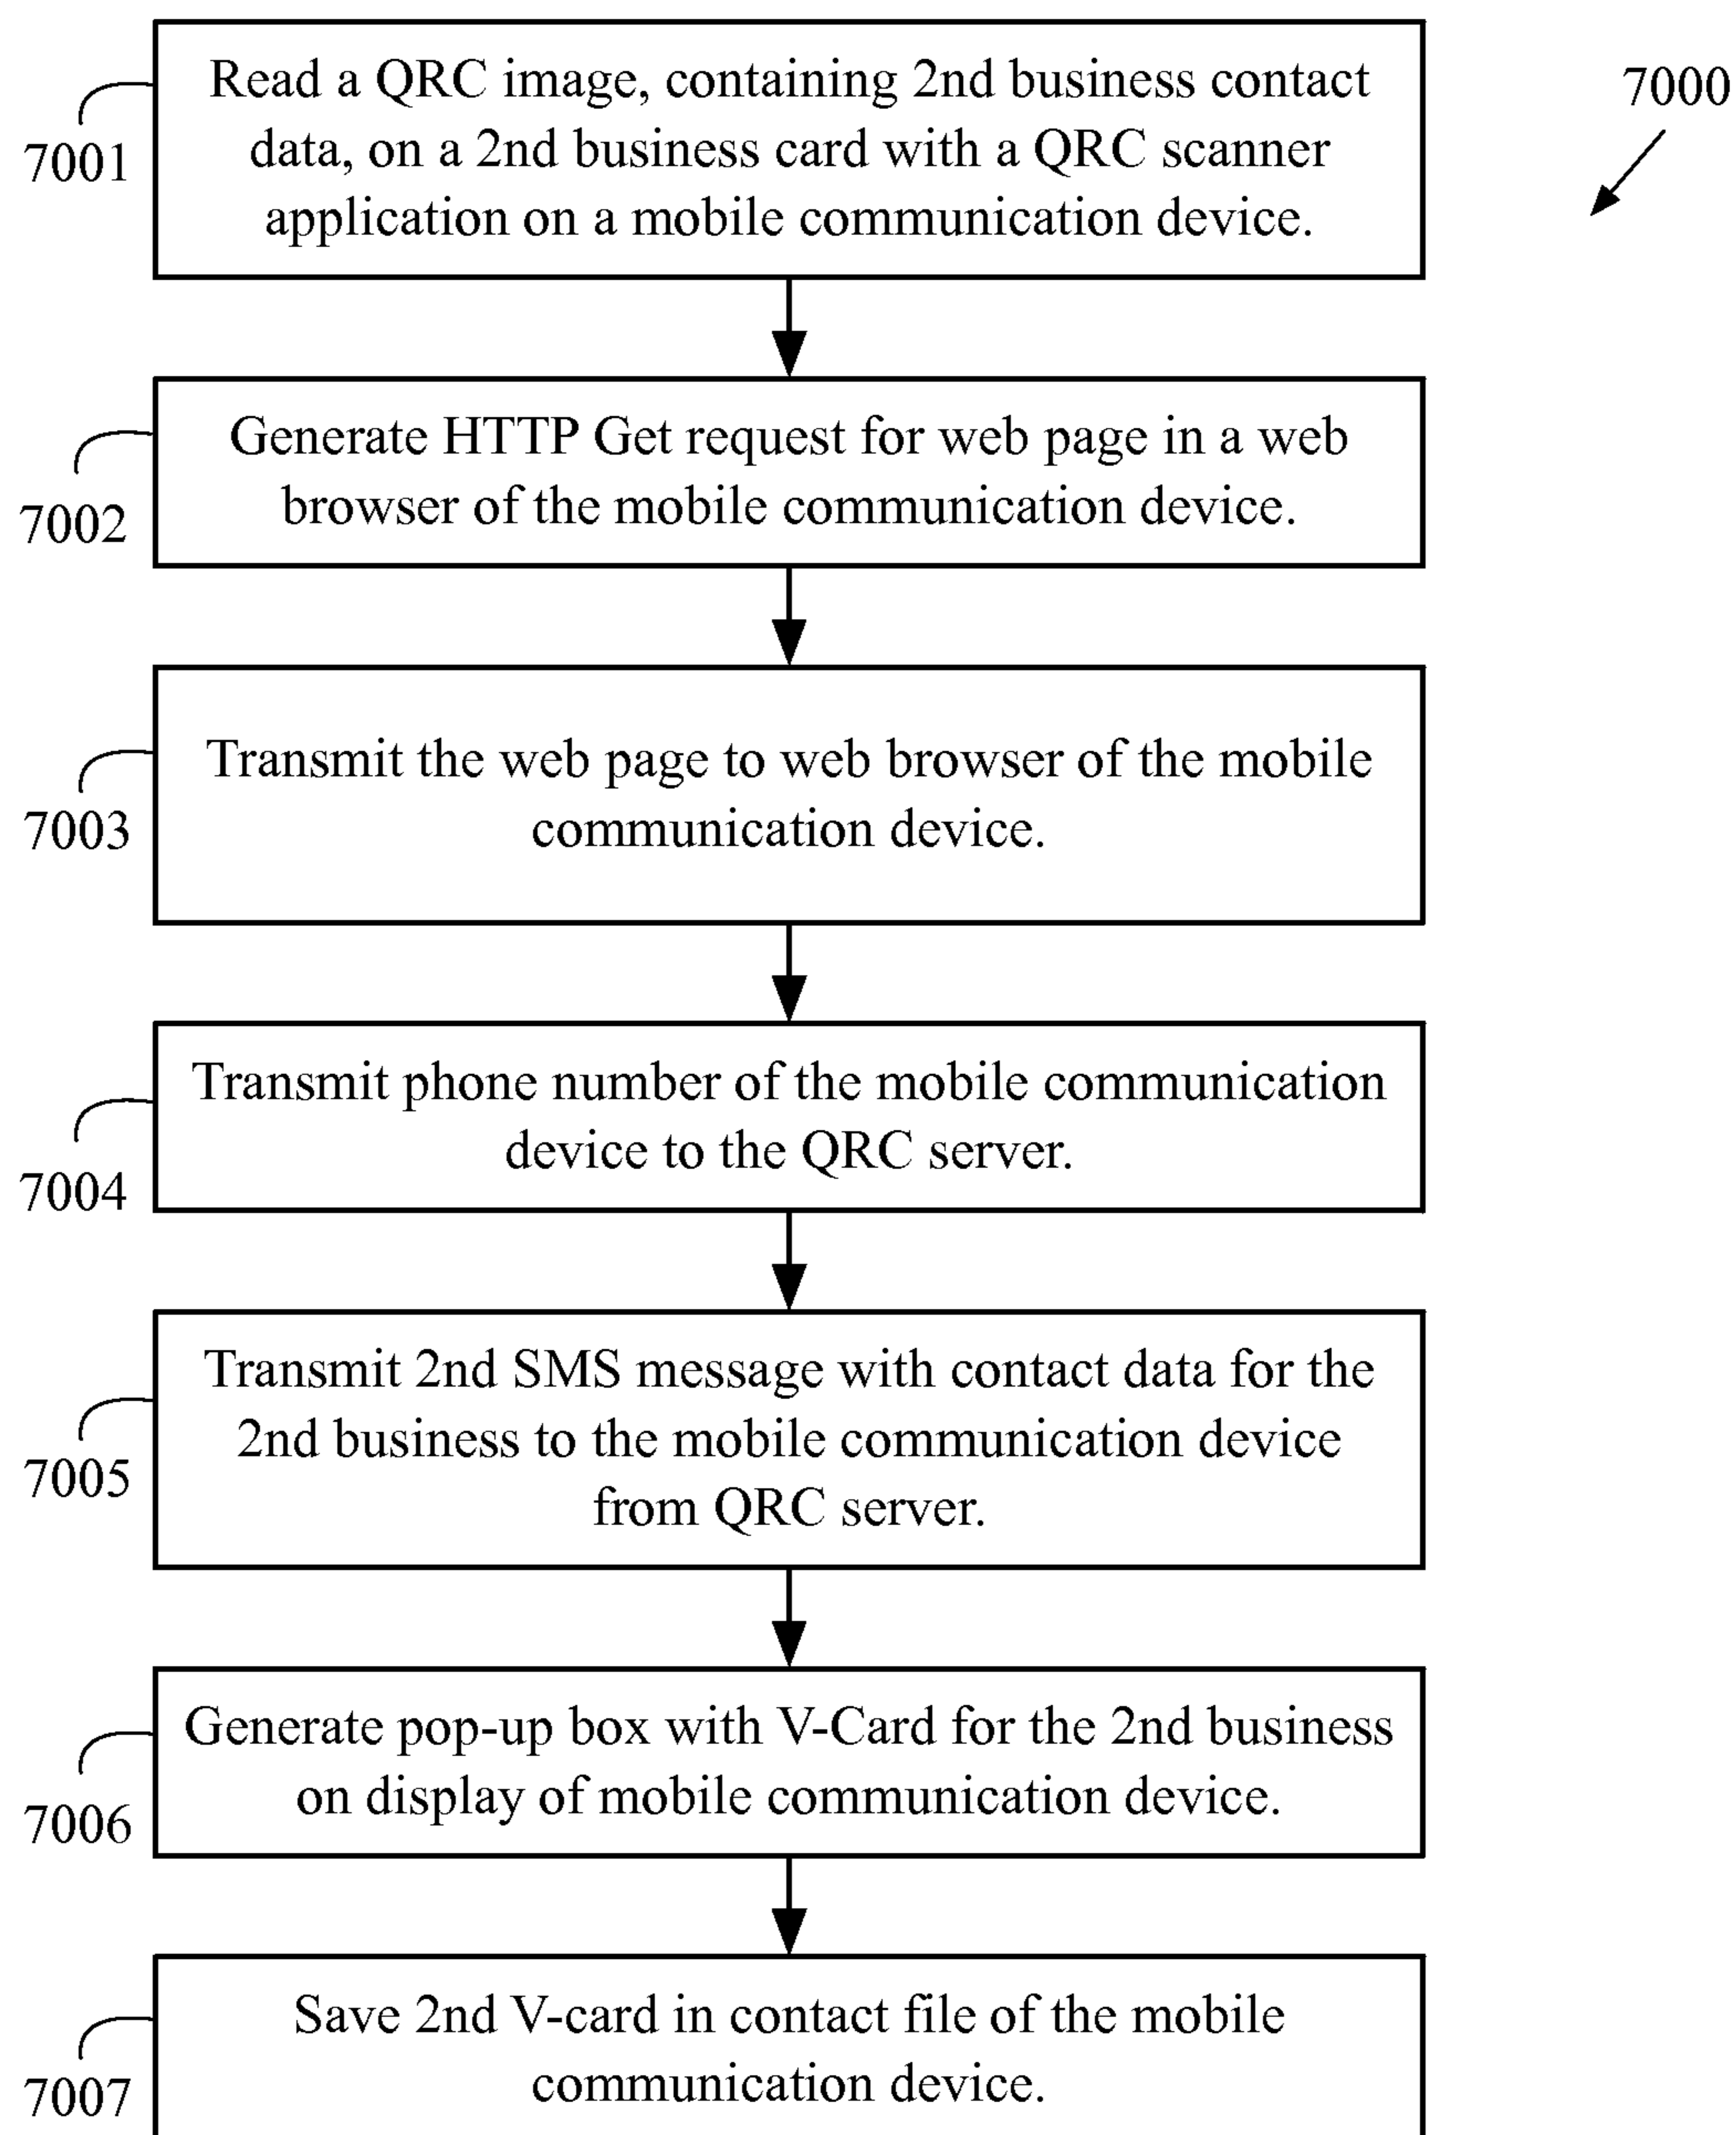 7000
7001
Read a QRC image, containing 2nd business contact
data, on a 2nd business card with a QRC scanner
application on a mobile communication device.
7002
Generate HTTP Get request for web page in a web
browser of the mobile communication device.
7003
Transmit the web page to web browser of the mobile
communication device.
7004
Transmit phone number of the mobile communication
device to the QRC server.
7005
Transmit 2nd SMS message with contact data for the
2nd business to the mobile communication device
from QRC server.
7006
Generate pop-up box with V-Card for the 2nd business
on display of mobile communication device.
7007
Save 2nd V-card in contact file of the mobile
communication device.